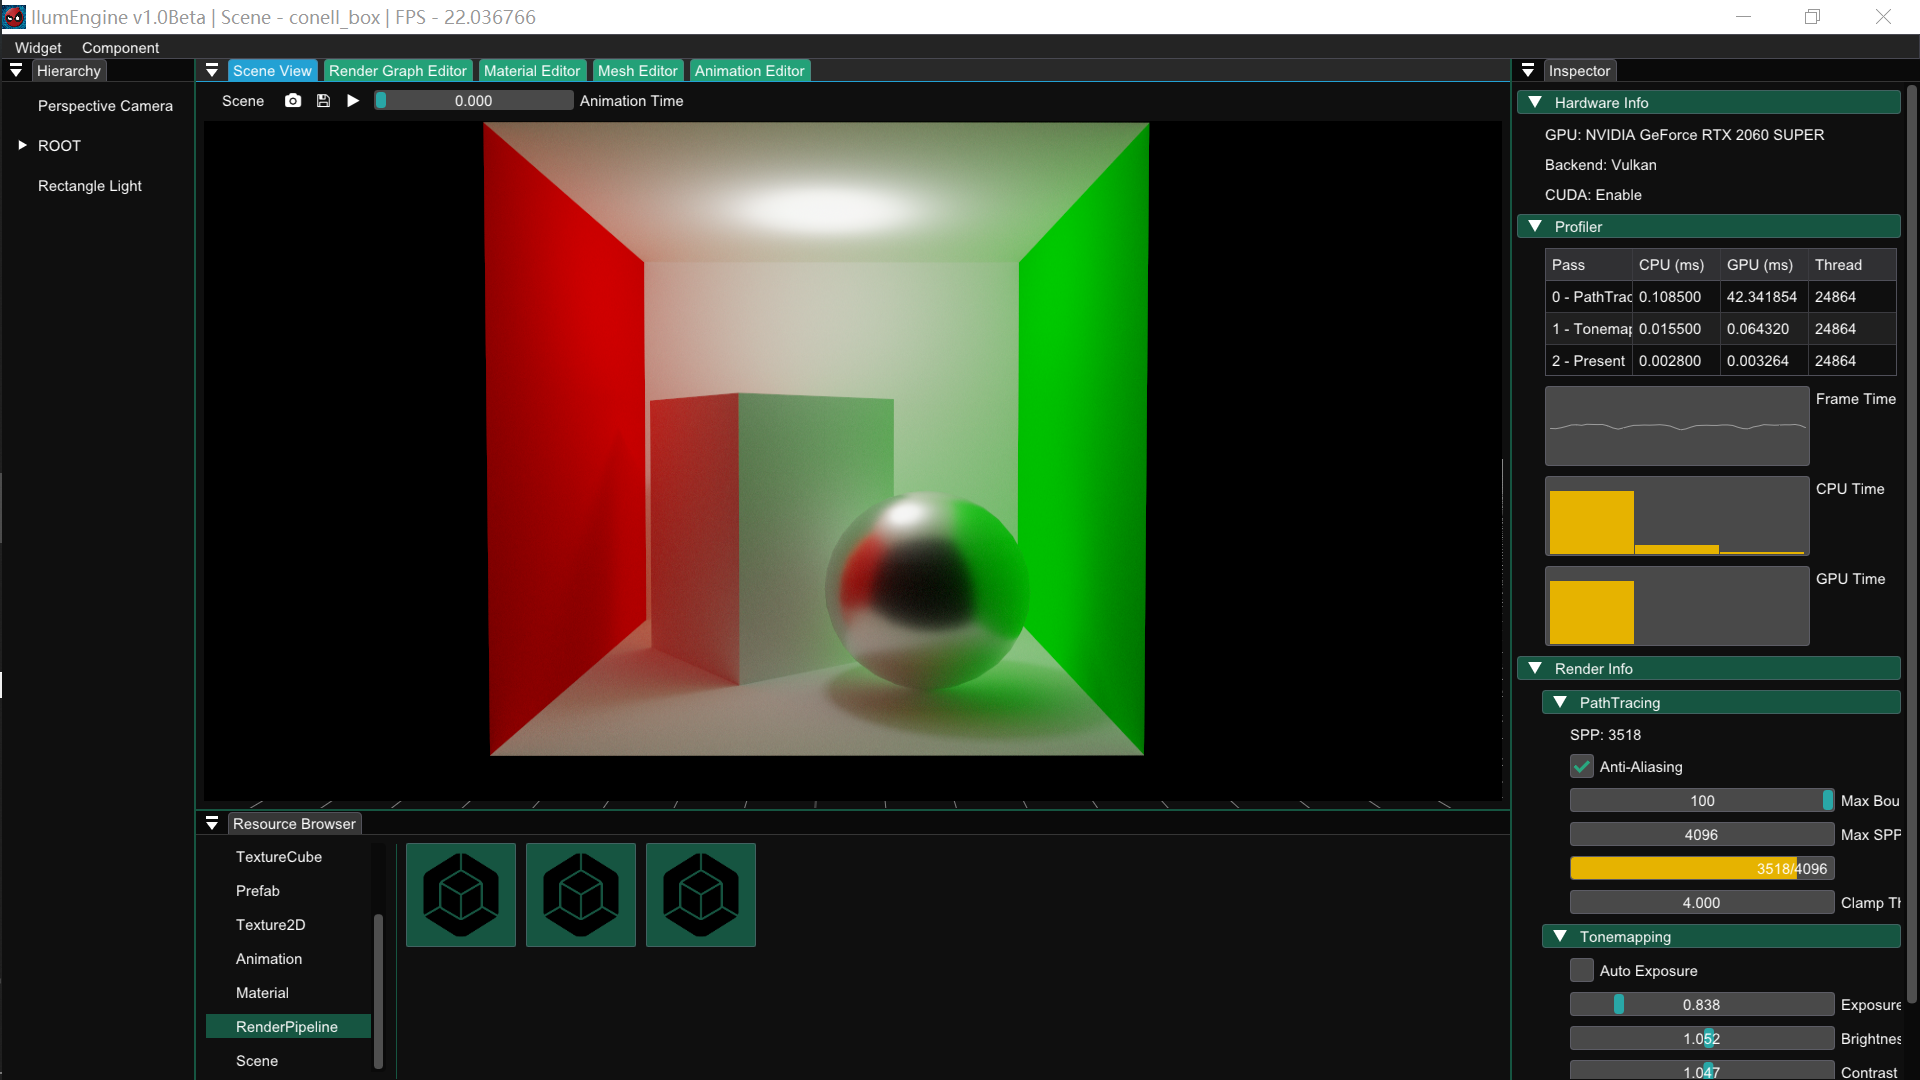 IlumEngine v1.0Beta | Scene - conell_box | FPS - 22.036766
Widget Component
Hierarchy
Perspective Camera
ROOT
Rectangle Light
Scene View Render Graph Editor Material Editor Mesh Editor Animation Editor
Scene 0.000 Animation Time
Resource Browser
TextureCube
Prefab
Texture2D
Animation
Material
RenderPipeline
Scene
Inspector
Hardware Info
GPU: NVIDIA GeForce RTX 2060 SUPER
Backend: Vulkan
CUDA: Enable
Profiler
Pass CPU (ms) GPU (ms) Thread
0 - PathTrac 0.108500 42.341854 24864
1 - Tonemap 0.015500 0.064320 24864
2 - Present 0.002800 0.003264 24864
Frame Time
CPU Time
GPU Time
Render Info
PathTracing
SPP: 3518
Anti-Aliasing
100 Max Bou
4096 Max SPP
3518/4096
4.000 Clamp Th
Tonemapping
Auto Exposure
0.838 Exposure
1.052 Brightnes
1.047 Contrast